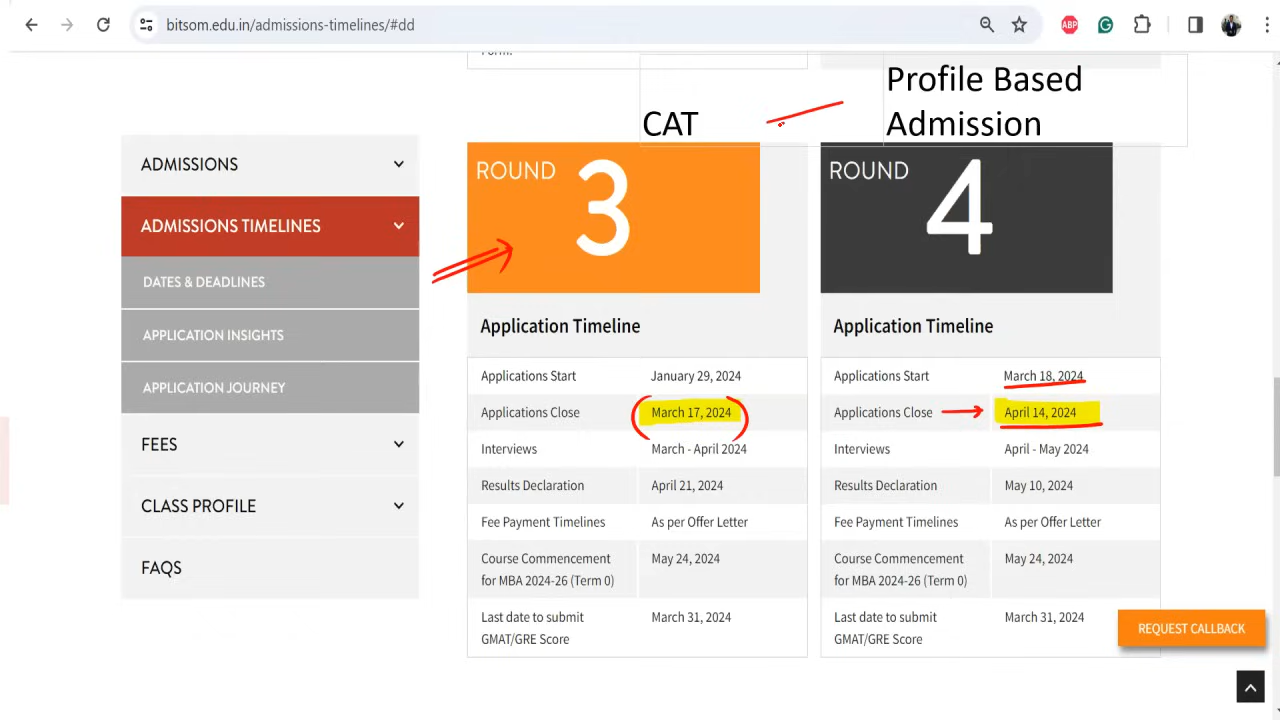 bitsom.edu.in/admissions-timelines/#dd
ABP
Profile Based
CAT
Admission
ADMISSIONS
ADMISSIONS TIMELINES
DATES & DEADLINES
APPLICATION INSIGHTS
APPLICATION JOURNEY
FEES
CLASS PROFILE
FAQS
ROUND 3
Application Timeline
Applications Start January 29, 2024
Applications Close March 17, 2024
Interviews March - April 2024
Results Declaration April 21, 2024
Fee Payment Timelines As per Offer Letter
Course Commencement May 24, 2024
for MBA 2024-26 (Term 0)
Last date to submit March 31, 2024
GMAT/GRE Score
ROUND 4
Application Timeline
Applications Start March 18, 2024
Applications Close April 14, 2024
Interviews April - May 2024
Results Declaration May 10, 2024
Fee Payment Timelines As per Offer Letter
Course Commencement May 24, 2024
for MBA 2024-26 (Term 0)
Last date to submit March 31, 2024
GMAT/GRE Score
REQUEST CALLBACK